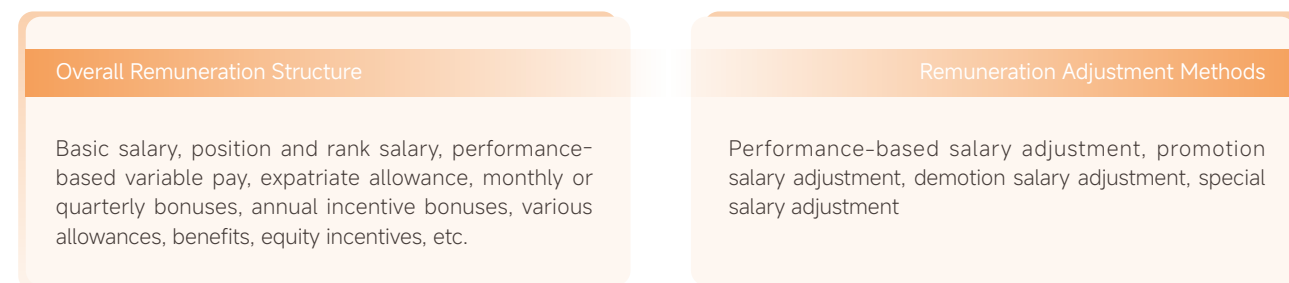 Overall Remuneration Structure
Basic salary, position and rank salary, performance-
based variable pay, expatriate allowance, monthly or
quarterly bonuses, annual incentive bonuses, various
allowances, benefits, equity incentives, etc.
Remuneration Adjustment Methods
Performance-based salary adjustment, promotion
salary adjustment, demotion salary adjustment, special
salary adjustment